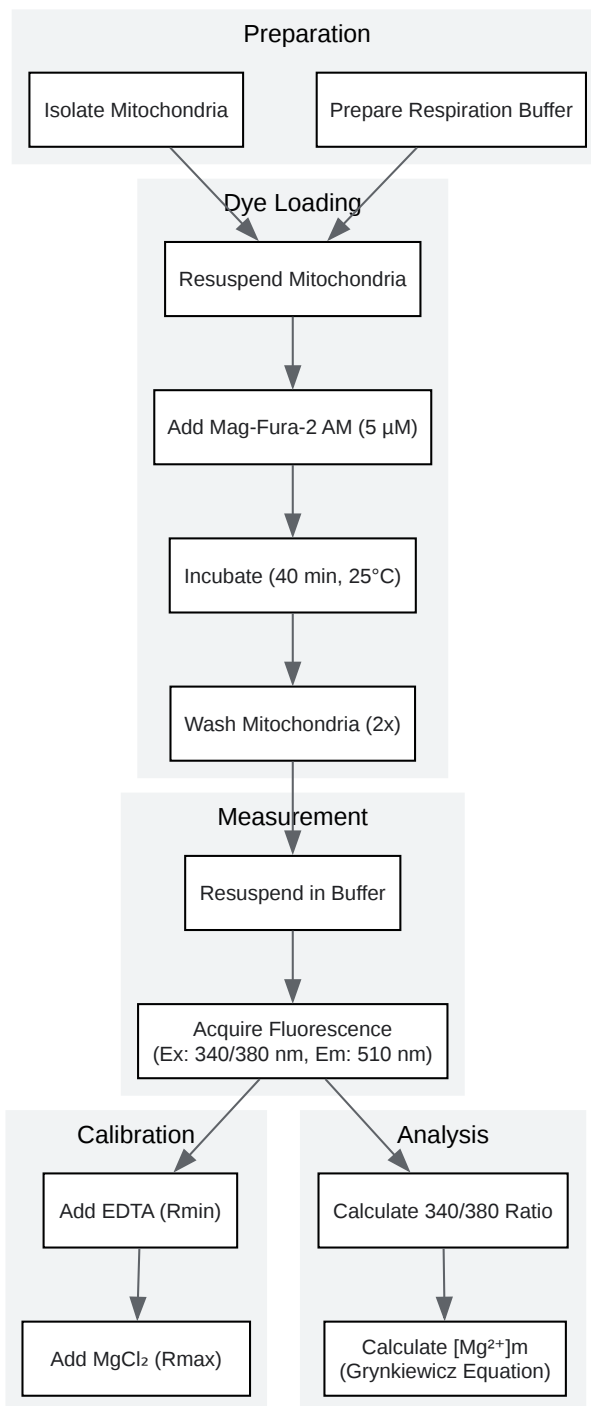 Preparation
Isolate Mitochondria
Prepare Respiration Buffer
Dye Loading
Resuspend Mitochondria
Add Mag-Fura-2 AM (5 µM)
Incubate (40 min, 25°C)
Wash Mitochondria (2x)
Measurement
Resuspend in Buffer
Acquire Fluorescence
(Ex: 340/380 nm, Em: 510 nm)
Calibration
Add EDTA (Rmin)
Add MgCl₂ (Rmax)
Analysis
Calculate 340/380 Ratio
Calculate [Mg²⁺]m
(Grynkiewicz Equation)